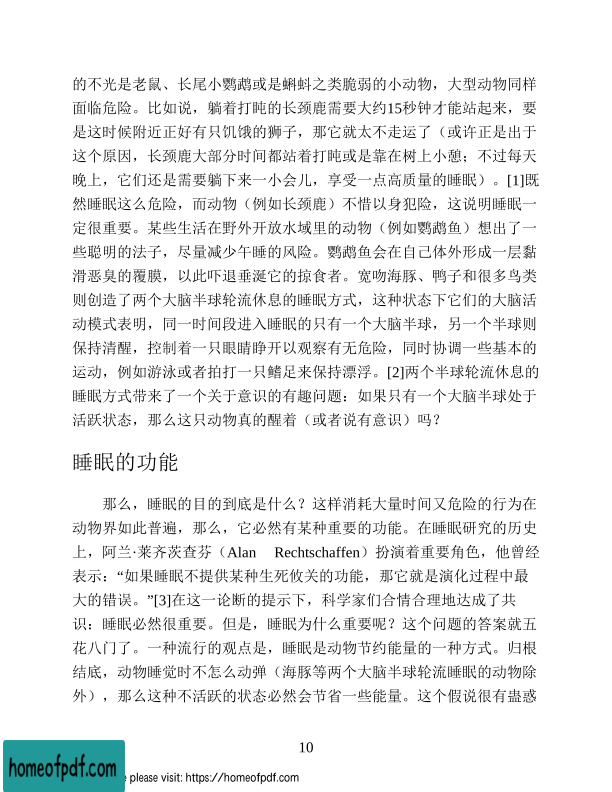 的不光是老鼠、长尾小鹦鹉或是蝌蚪之类脆弱的小动物，大型动物同样
面临危险。比如说，躺着打盹的长颈鹿需要大约15秒钟才能站起来，要
是这时候附近正好有只饥饿的狮子，那它就太不走运了（或许正是出于
这个原因，长颈鹿大部分时间都站着打盹或是靠在树上小憩；不过每天
晚上，它们还是需要躺下来一小会儿，享受一点高质量的睡眠）。[1]既
然睡眠这么危险，而动物（例如长颈鹿）不惜以身犯险，这说明睡眠一
定很重要。某些生活在野外开放水域里的动物（例如鹦鹉鱼）想出了一
些聪明的法子，尽量减少午睡的风险。鹦鹉鱼会在自己体外形成一层黏
滑恶臭的覆膜，以此吓退垂涎它的掠食者。宽吻海豚、鸭子和很多鸟类
则创造了两个大脑半球轮流休息的睡眠方式，这种状态下它们的大脑活
动模式表明，同一时间段进入睡眠的只有一个大脑半球，另一个半球则
保持清醒，控制着一只眼睛睁开以观察有无危险，同时协调一些基本的
运动，例如游泳或者拍打一只鳍足来保持漂浮。[2]两个半球轮流休息的
睡眠方式带来了一个关于意识的有趣问题：如果只有一个大脑半球处于
活跃状态，那么这只动物真的醒着（或者说有意识）吗？
睡眠的功能
那么，睡眠的目的到底是什么？这样消耗大量时间又危险的行为在
动物界如此普遍，那么，它必然有某种重要的功能。在睡眠研究的历史
上，阿兰·莱齐茨查芬（Alan Rechtschaffen）扮演着重要角色，他曾经
表示：“如果睡眠不提供某种生死攸关的功能，那它就是演化过程中最
大的错误。”[3]在这一论断的提示下，科学家们合情合理地达成了共
识：睡眠必然很重要。但是，睡眠为什么重要呢？这个问题的答案就五
花八门了。一种流行的观点是，睡眠是动物节约能量的一种方式。归根
结底，动物睡觉时不怎么动弹（海豚等两个大脑半球轮流睡眠的动物除
外），那么这种不活跃的状态必然会节省一些能量。这个假说很有蛊惑
10
homeofpdf.com
please visit: https://homeofpdf.com